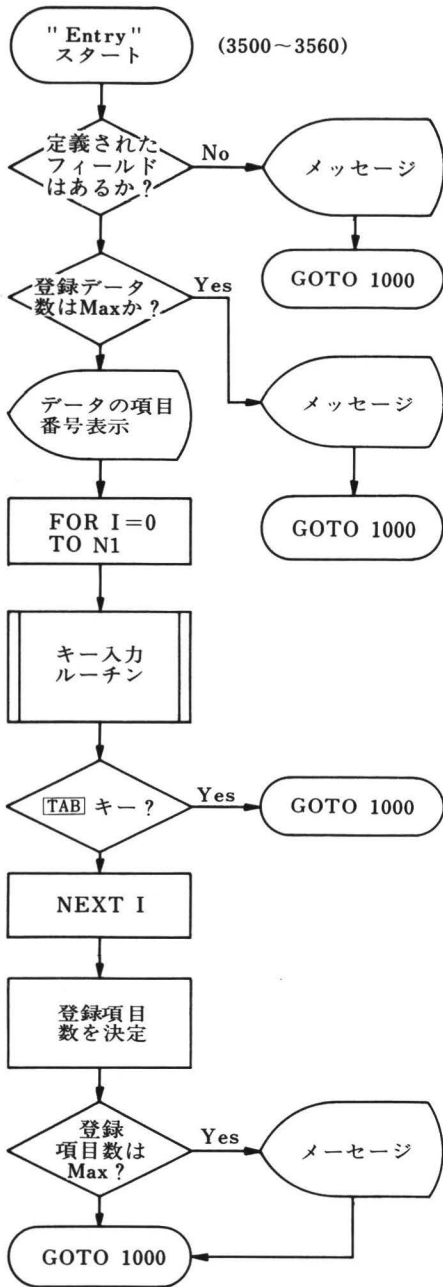 "Entry"
スタート
(3500～3560)
定義された
フィールド
はあるか？
No
メッセージ
GOTO 1000
登録データ
数はMaxか？
Yes
メッセージ
GOTO 1000
データの項目
番号表示
FOR I=0
TO N1
キー入力
ルーチン
TAB キー？
Yes
GOTO 1000
NEXT I
登録項目
数を決定
登録
項目数は
Max？
Yes
メーセージ
GOTO 1000